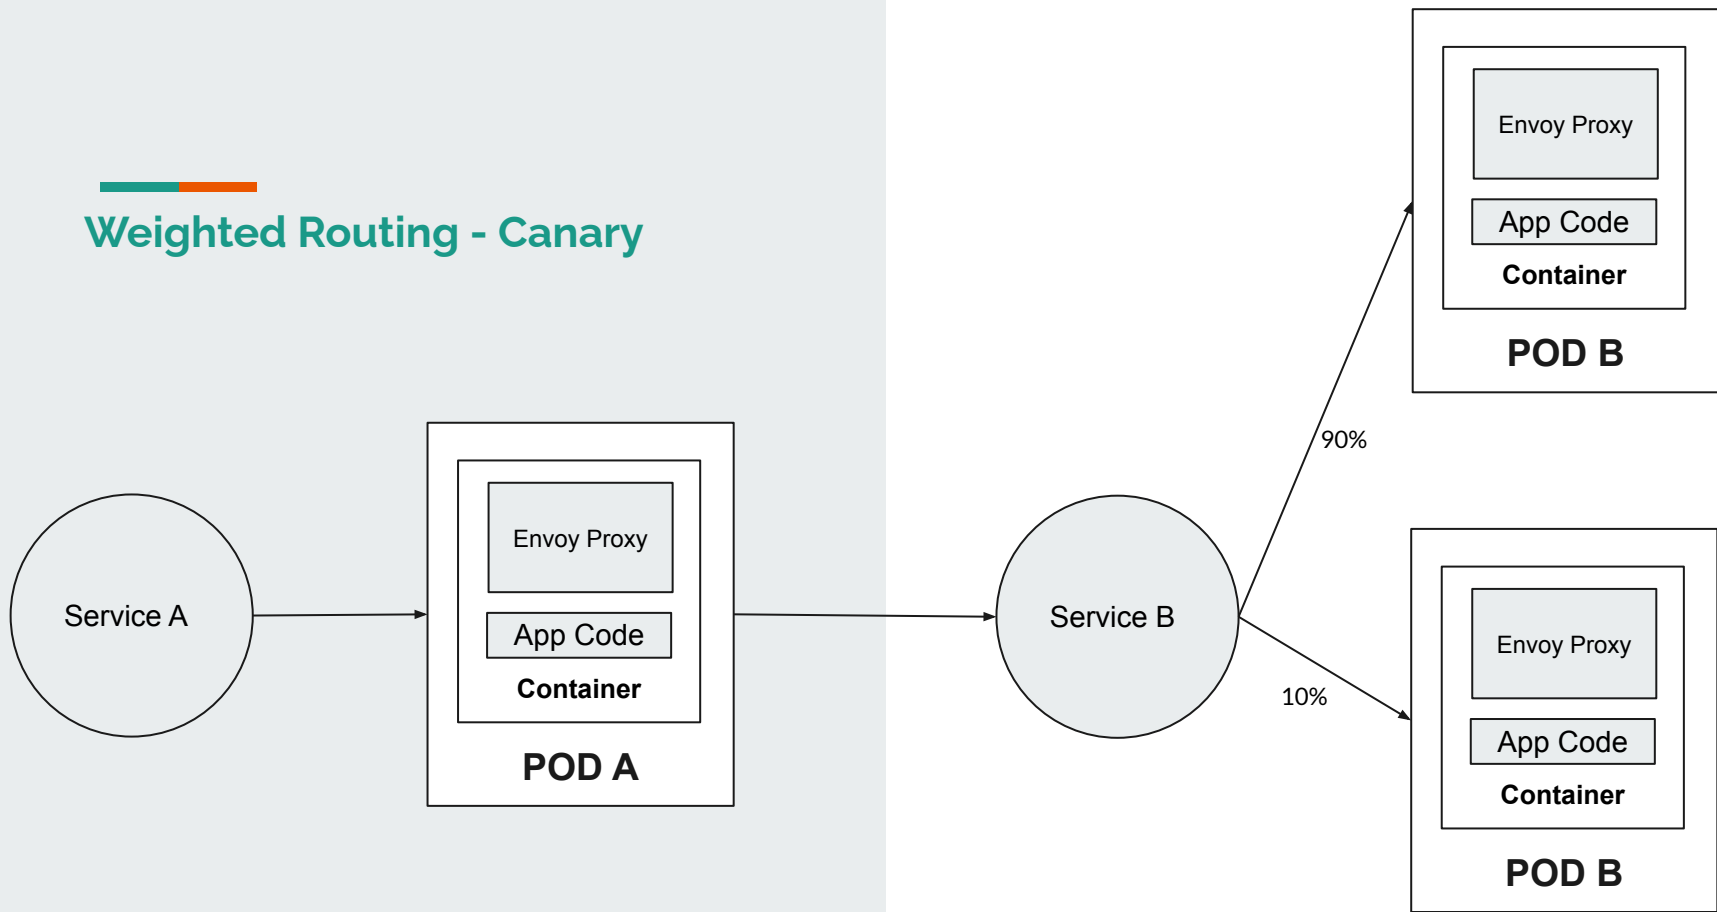 Weighted Routing - Canary
Service A
Envoy Proxy
App Code
Container
POD A
Service B
90%
10%
Envoy Proxy
App Code
Container
POD B
Envoy Proxy
App Code
Container
POD B